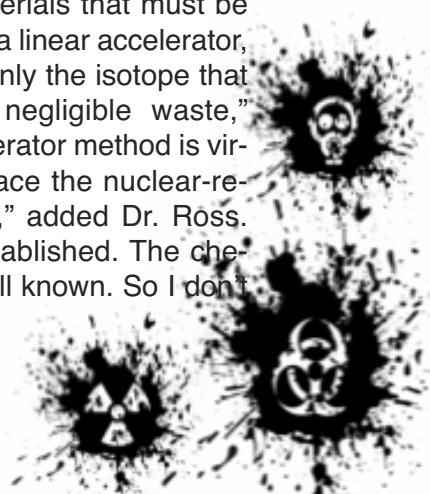 erials that must be
a linear accelerator,
nly the isotope that
negligible waste,”
erator method is vir-
ace the nuclear-re-
,” added Dr. Ross.
ablished. The che-
ll known. So I don’t